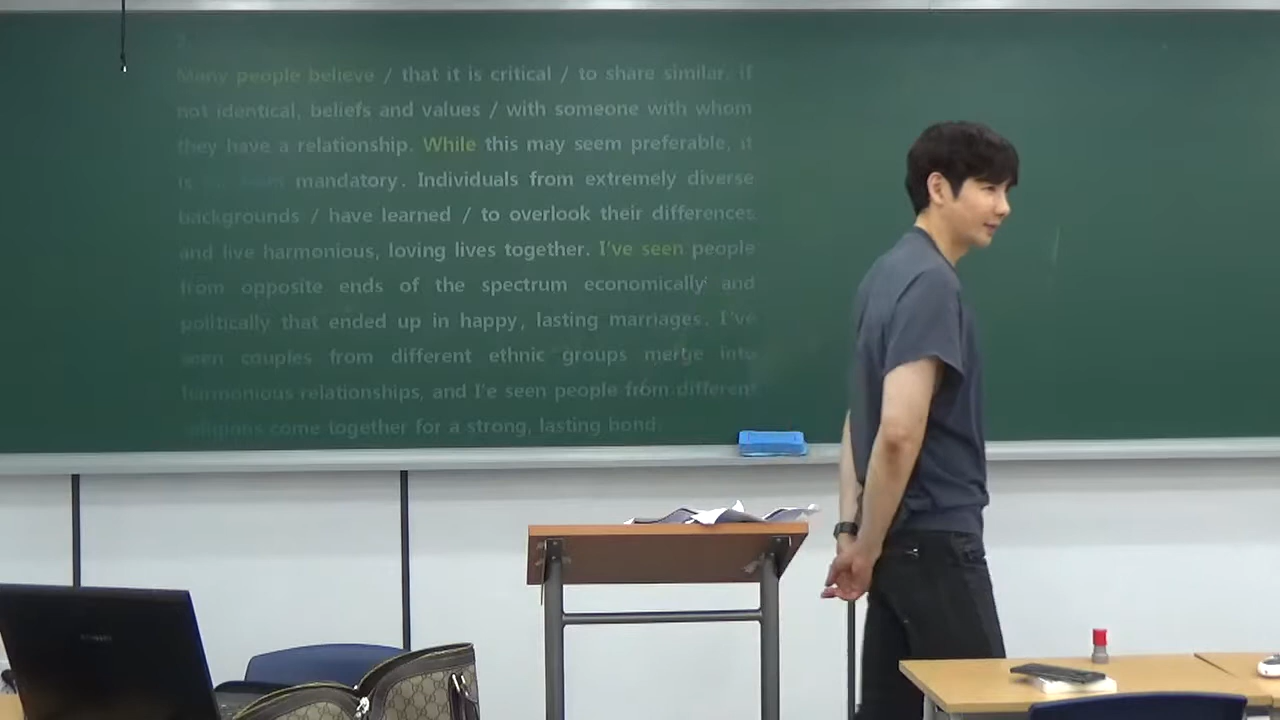 Many people believe / that it is critical / to share similar, if
not identical, beliefs and values / with someone with whom
they have a relationship. While this may seem preferable, it
is mandatory. Individuals from extremely diverse
backgrounds / have learned / to overlook their differences
and live harmonious, loving lives together. I've seen people
from opposite ends of the spectrum economically and
politically that ended up in happy, lasting marriages. I've
seen couples from different ethnic groups merge into
harmonious relationships, and I'e seen people from different
religions come together for a strong, lasting bond.